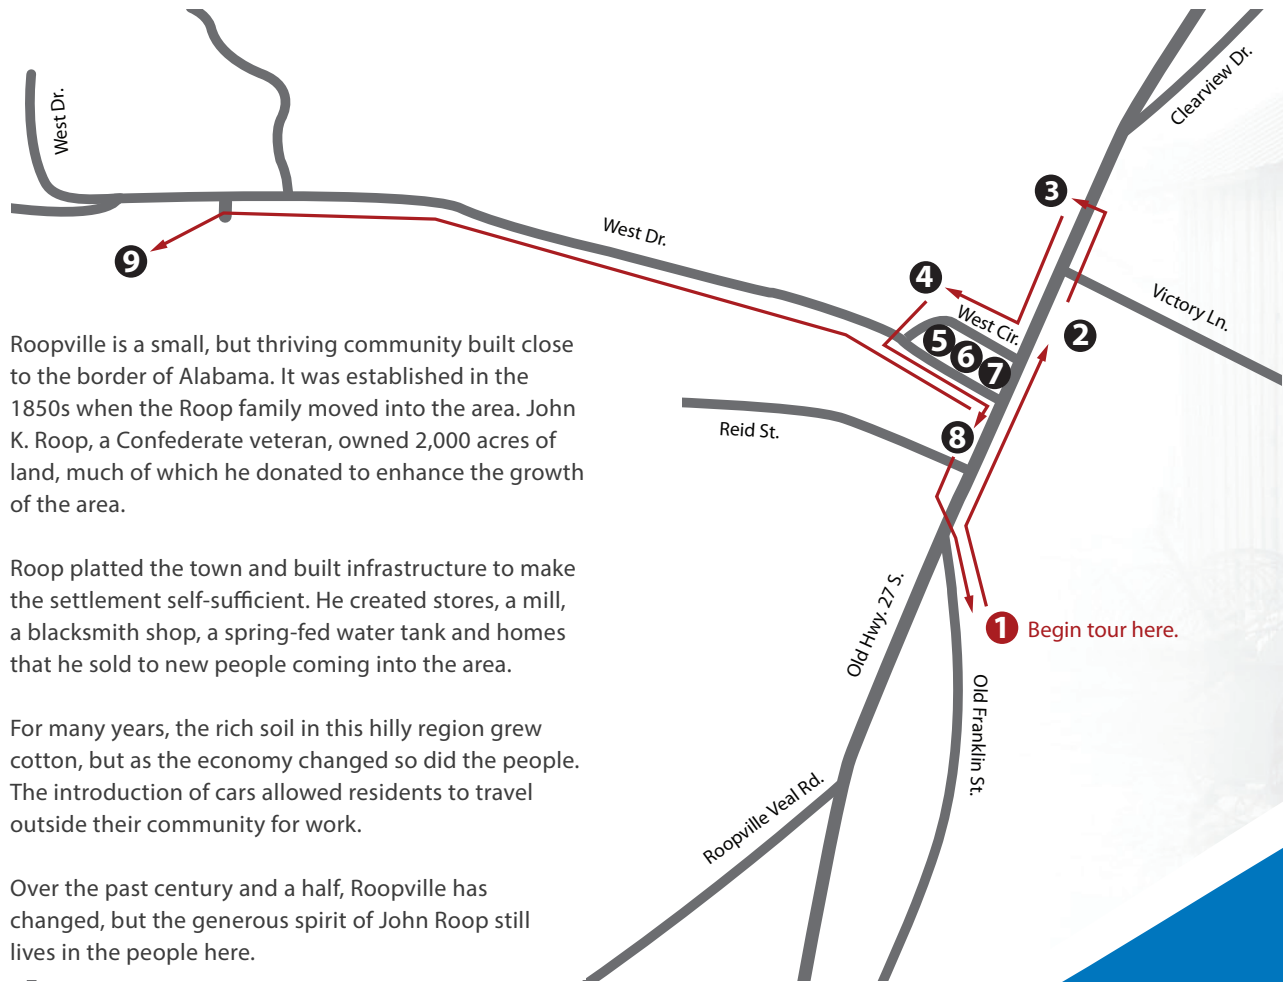 West Dr.
Clearview Dr.
3
9
West Dr.
4
West Cir.
Victory Ln.
5
6
7
2
Reid St.
8
Roopville is a small, but thriving community built close
to the border of Alabama. It was established in the
1850s when the Roop family moved into the area. John
K. Roop, a Confederate veteran, owned 2,000 acres of
land, much of which he donated to enhance the growth
of the area.
Roop platted the town and built infrastructure to make
the settlement self-sufficient. He created stores, a mill,
a blacksmith shop, a spring-fed water tank and homes
that he sold to new people coming into the area.
For many years, the rich soil in this hilly region grew
cotton, but as the economy changed so did the people.
The introduction of cars allowed residents to travel
outside their community for work.
Over the past century and a half, Roopville has
changed, but the generous spirit of John Roop still
lives in the people here.
Old Hwy. 27 S.
1 Begin tour here.
Old Franklin St.
Roopville Veal Rd.